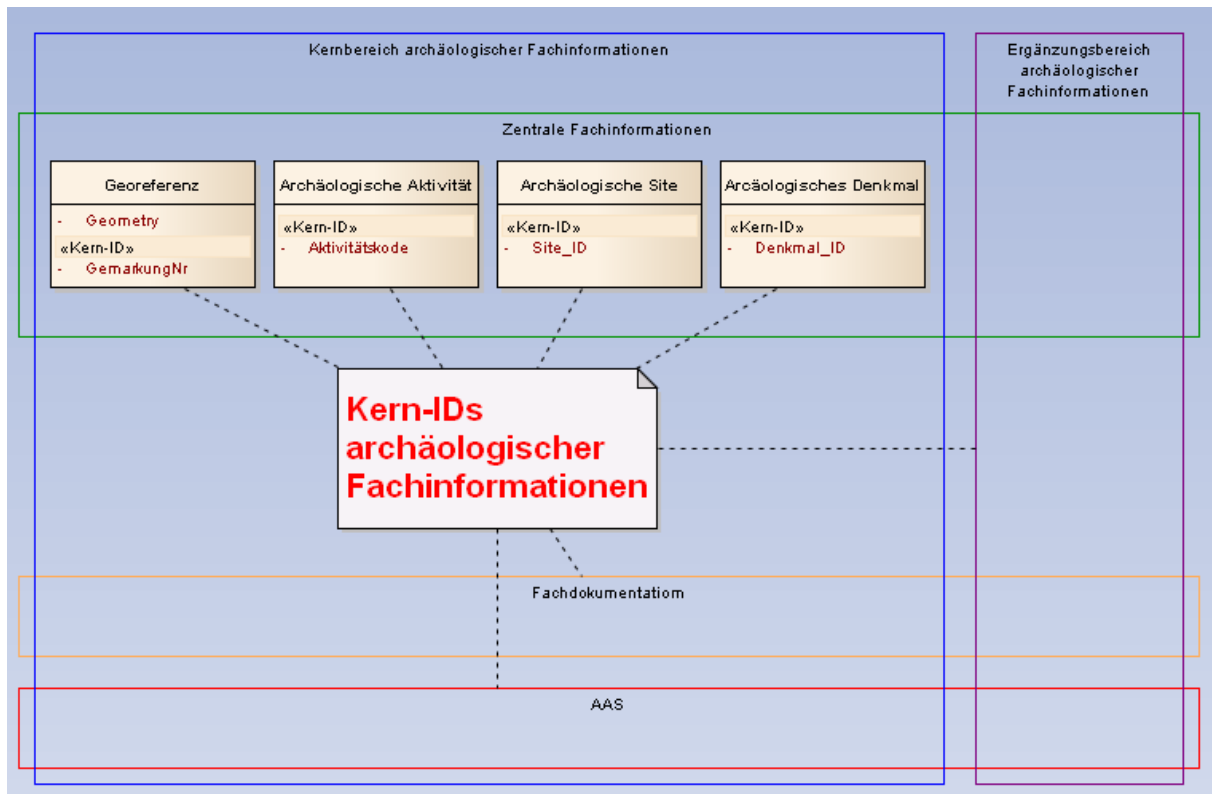 Kernbereich archäologischer Fachinformationen
Ergänzungsbereich
archäologischer
Fachinformationen
Zentrale Fachinformationen
Georeferenz
- Geometry
«Kern-ID»
- GemarkungNr
Archäologische Aktivität
«Kern-ID»
- Aktivitätskode
Archäologische Site
«Kern-ID»
- Site_ID
Arcäologisches Denkmal
«Kern-ID»
- Denkmal_ID
Kern-IDs
archäologischer
Fachinformationen
Fachdokumentatiom
AAS